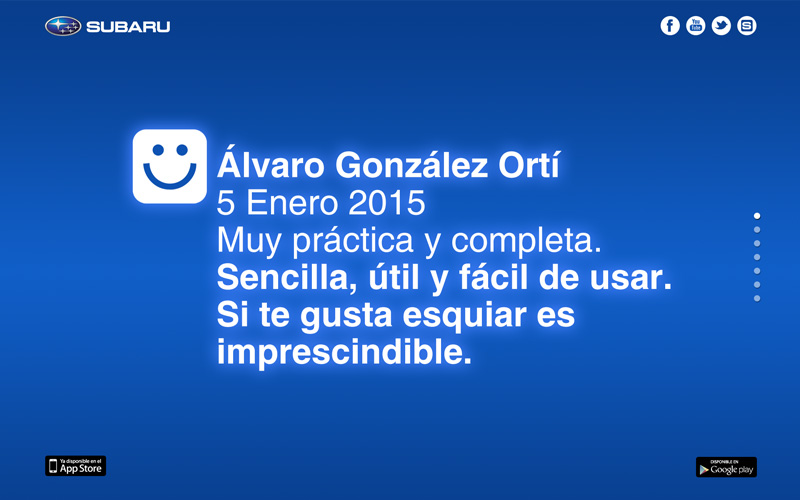 SUBARU
Álvaro González Ortí
5 Enero 2015
Muy práctica y completa.
Sencilla, útil y fácil de usar.
Si te gusta esquiar es
imprescindible.
Ya disponible en el
App Store
DISPONIBLE EN
Google play